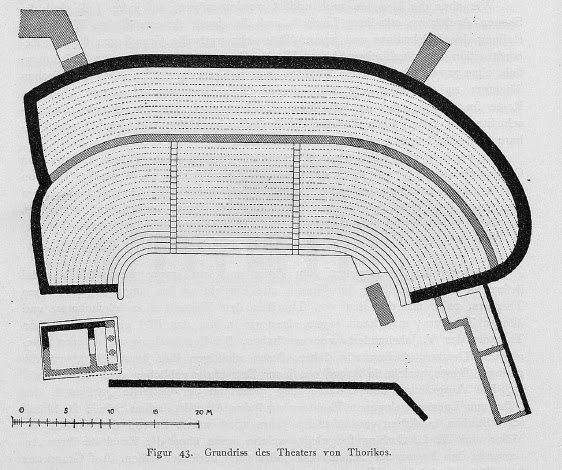 0 5 10 15 20 M
Figur 43. Grundriss des Theaters von Thorikos.